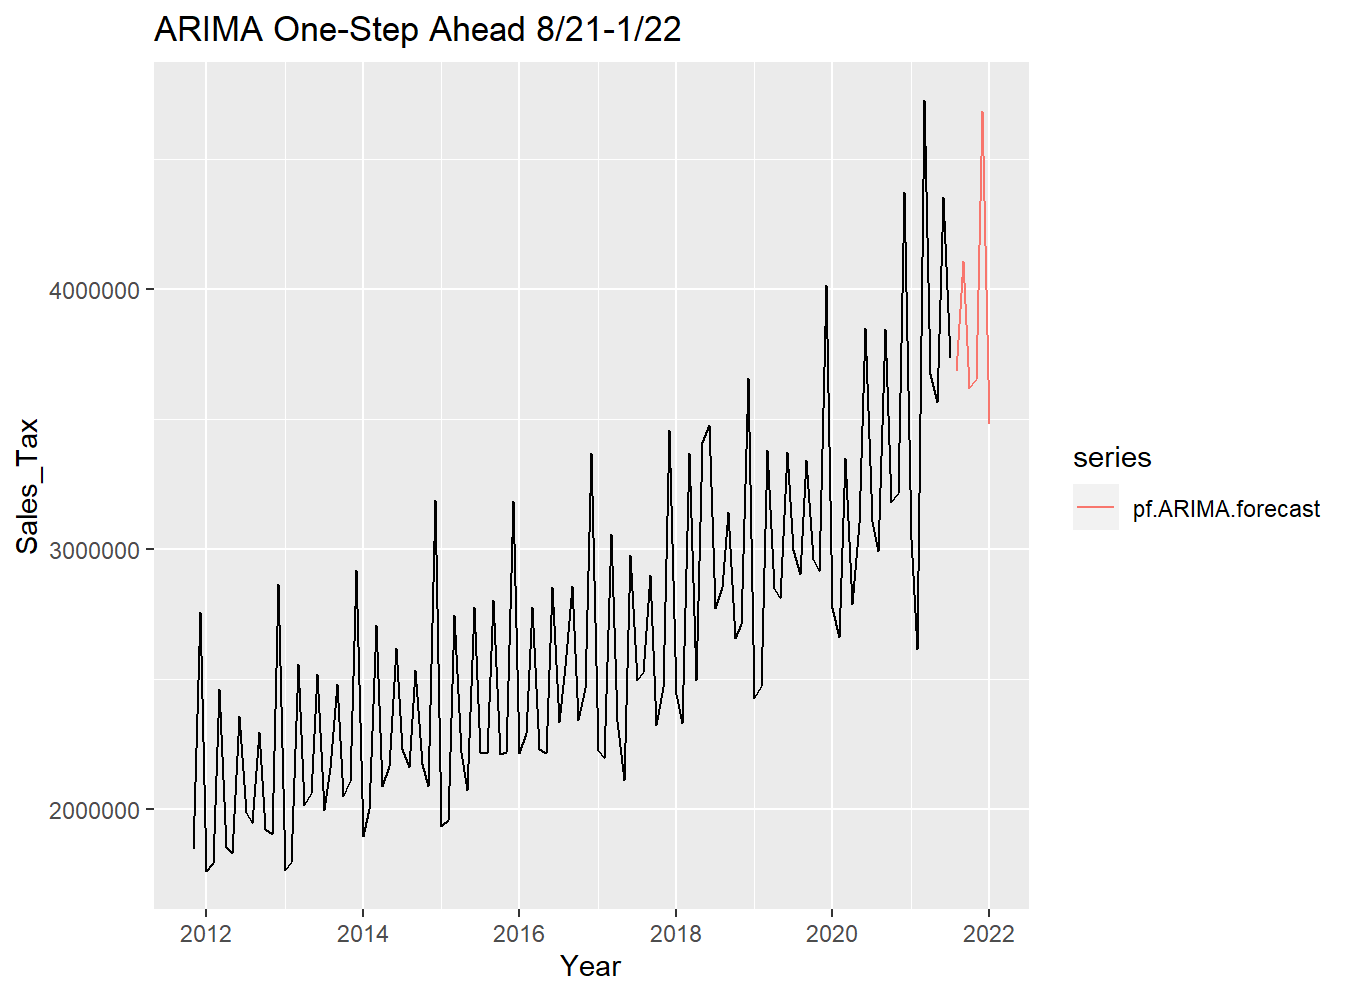 ARIMA One-Step Ahead 8/21-1/22
Sales_Tax
4000000
3000000
2000000
2012 2014 2016 2018 2020 2022
Year
series
pf.ARIMA.forecast